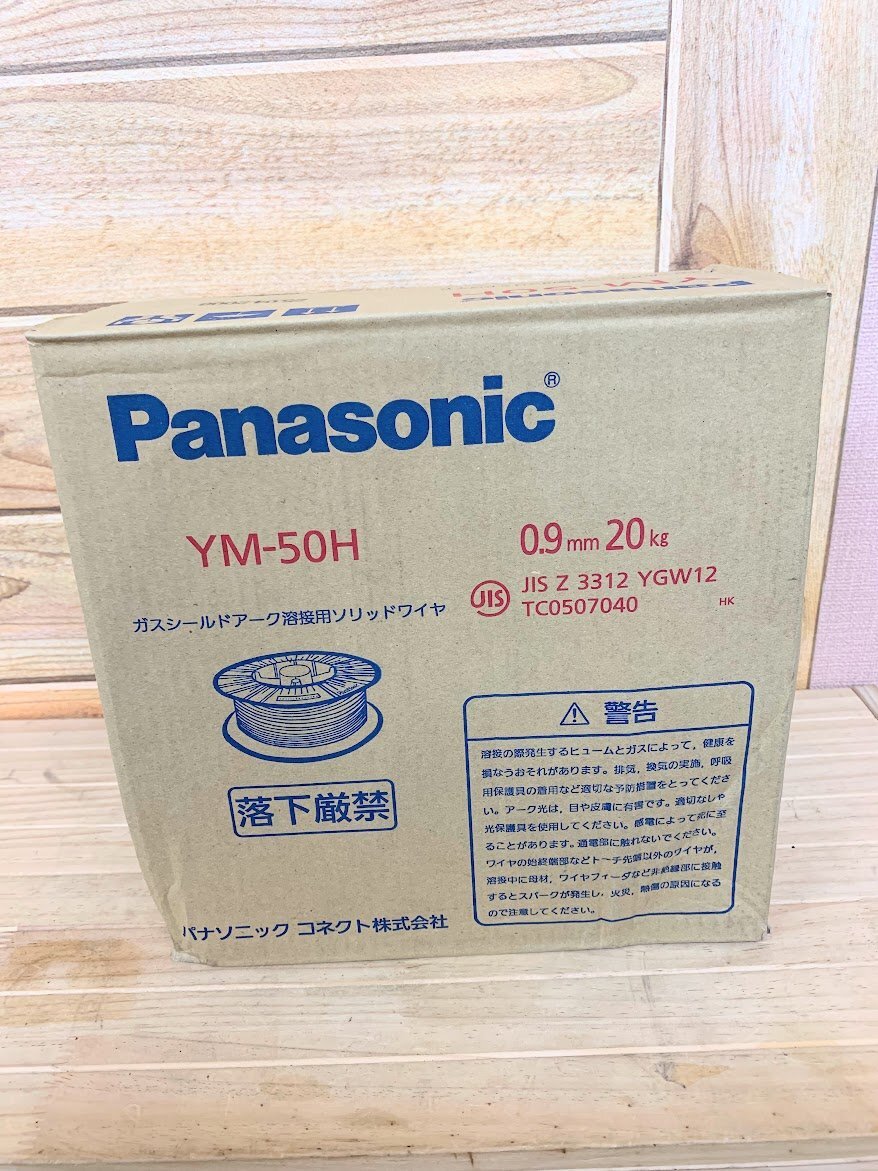 Panasonic
YM-50H
Panasonic®
YM-50H
0.9mm 20kg
JIS
JIS Z 3312 YGW12
TC0507040
HK
ガスシールドアーク溶接用ソリッドワイヤ
落下厳禁
パナソニック コネクト株式会社
⚠ 警告
溶接の際発生するヒュームとガスによって, 健康を
損なうおそれがあります。排気, 換気の実施, 呼吸
用保護具の着用など適切な予防措置をとってくださ
い。アーク光は, 目や皮膚に有害です。適切なしゃ
光保護具を使用してください。感電によって死に至
ることがあります。通電部に触れないでください。
ワイヤの始終端部などトーチ先端以外のワイヤが,
溶接中に母材, ワイヤフィーダなど非絶縁部に接触
するとスパークが発生し, 火災, 熱傷の原因になる
ので注意してください。